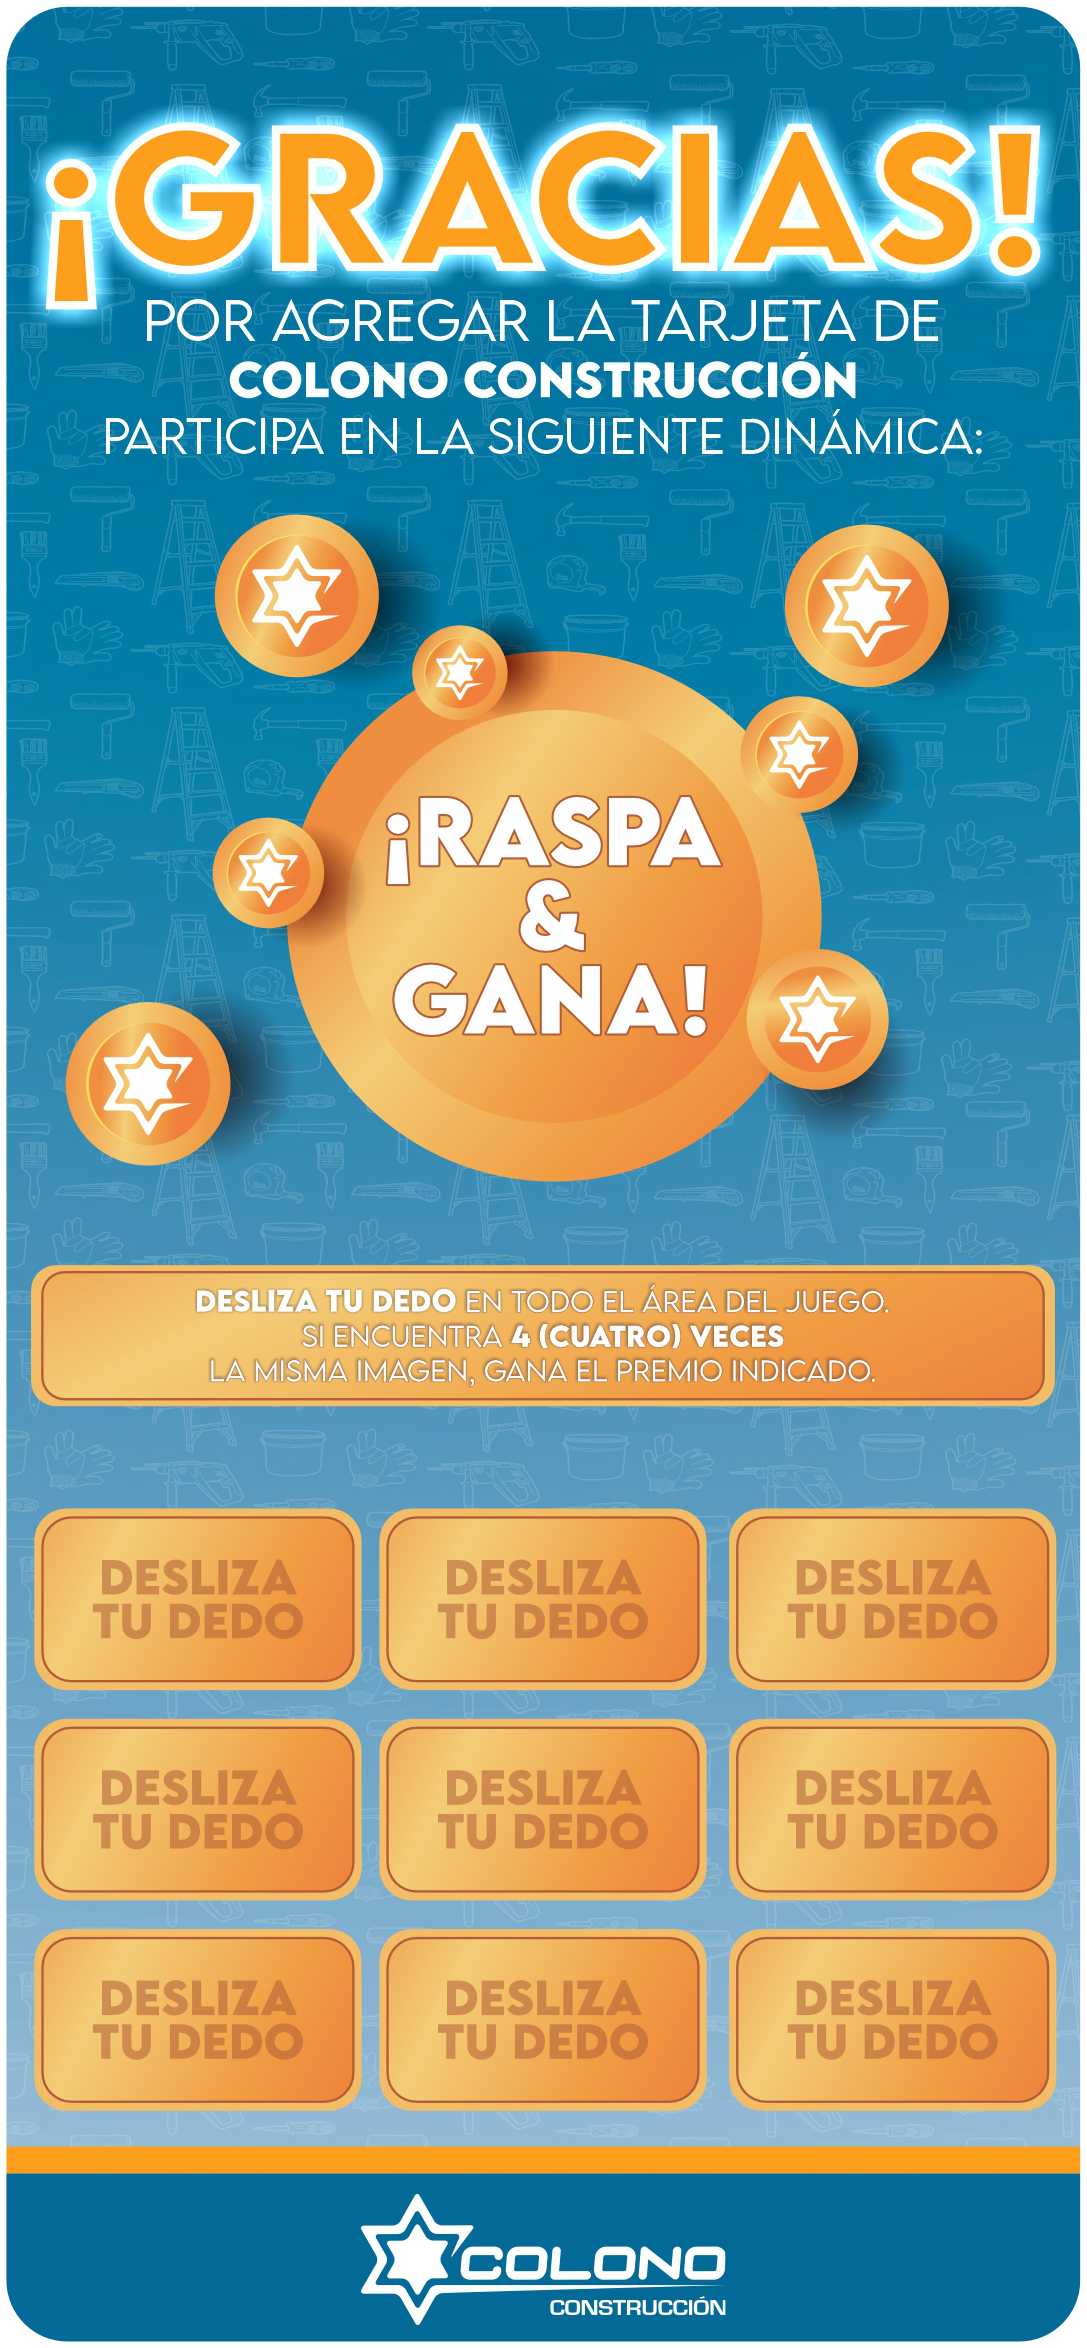 ¡GRACIAS!
POR AGREGAR LA TARJETA DE
COLONO CONSTRUCCIÓN
PARTICIPA EN LA SIGUIENTE DINÁMICA:
¡RASPA
&
GANA!
DESLIZA TU DEDO EN TODO EL ÁREA DEL JUEGO.
SI ENCUENTRA 4 (CUATRO) VECES
LA MISMA IMAGEN, GANA EL PREMIO INDICADO.
DESLIZA
TU DEDO
DESLIZA
TU DEDO
DESLIZA
TU DEDO
DESLIZA
TU DEDO
DESLIZA
TU DEDO
DESLIZA
TU DEDO
DESLIZA
TU DEDO
DESLIZA
TU DEDO
DESLIZA
TU DEDO
COLONO
CONSTRUCCIÓN